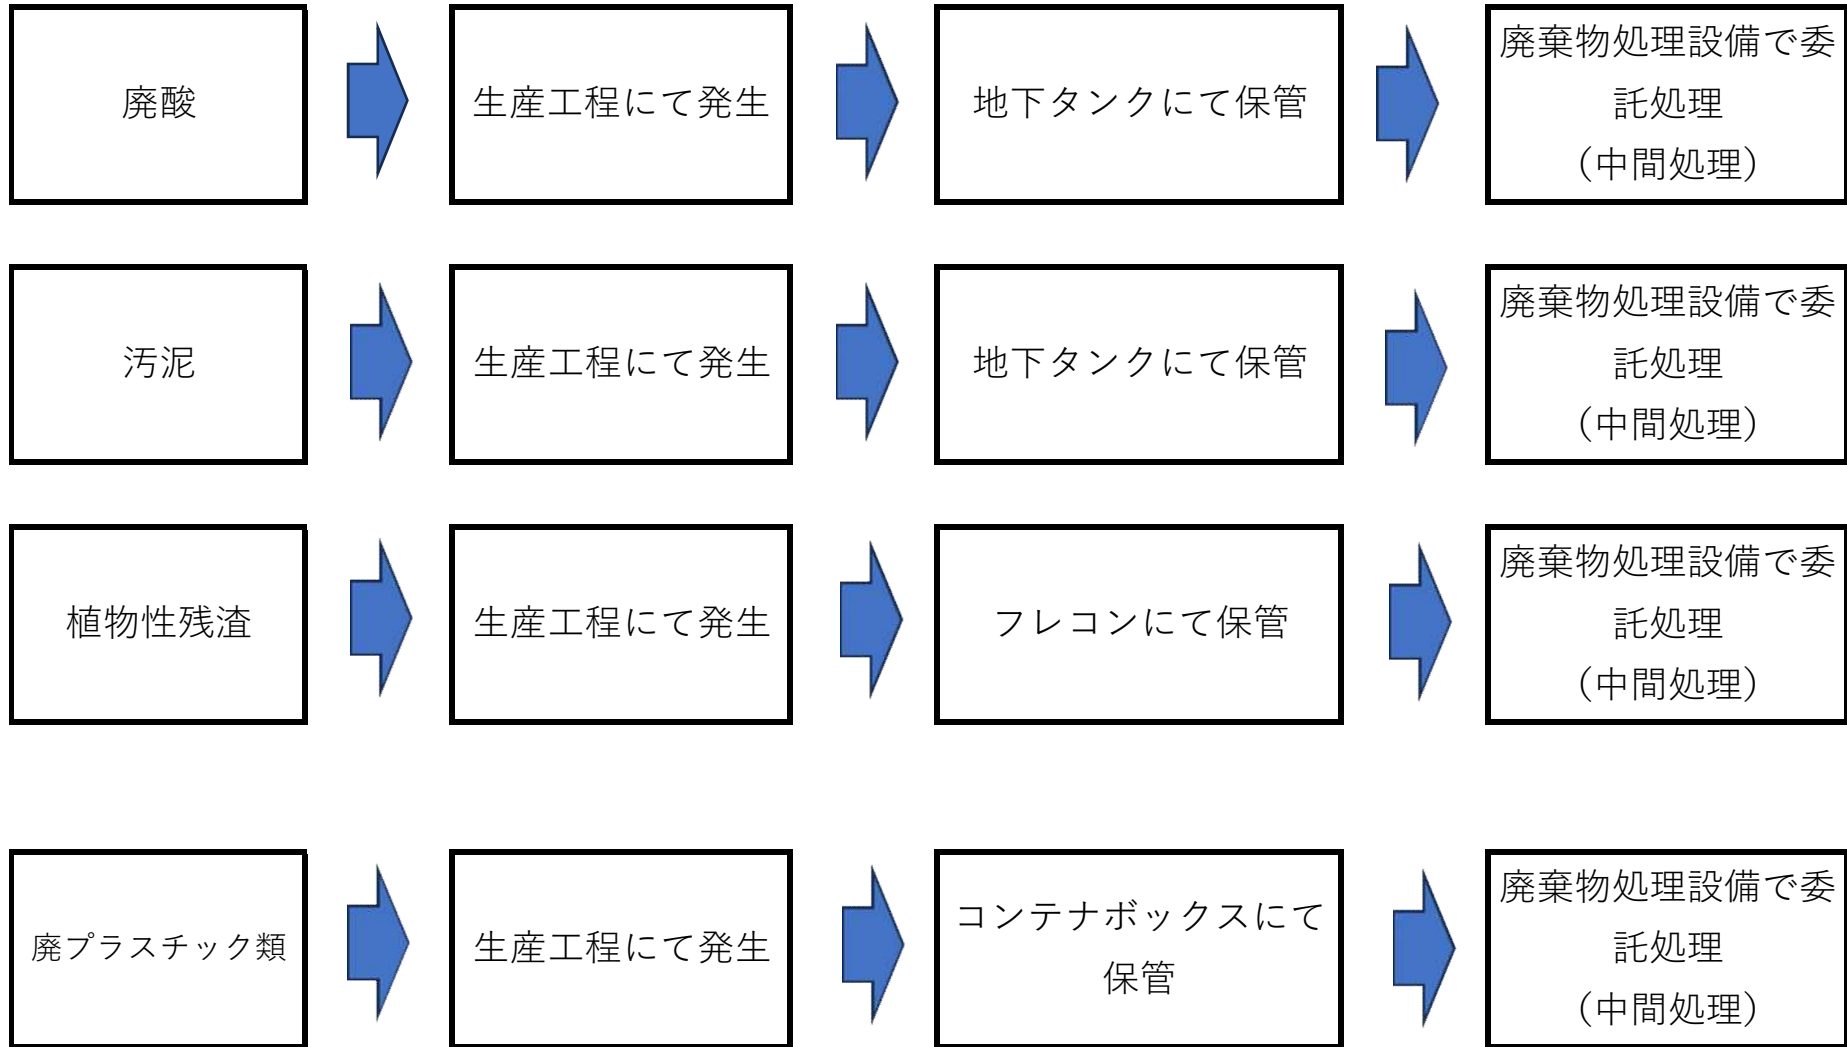 廃酸
生産工程にて発生
地下タンクにて保管
廃棄物処理設備で委
託処理
（中間処理）
汚泥
生産工程にて発生
地下タンクにて保管
廃棄物処理設備で委
託処理
（中間処理）
植物性残渣
生産工程にて発生
フレコンにて保管
廃棄物処理設備で委
託処理
（中間処理）
廃プラスチック類
生産工程にて発生
コンテナボックスにて
保管
廃棄物処理設備で委
託処理
（中間処理）